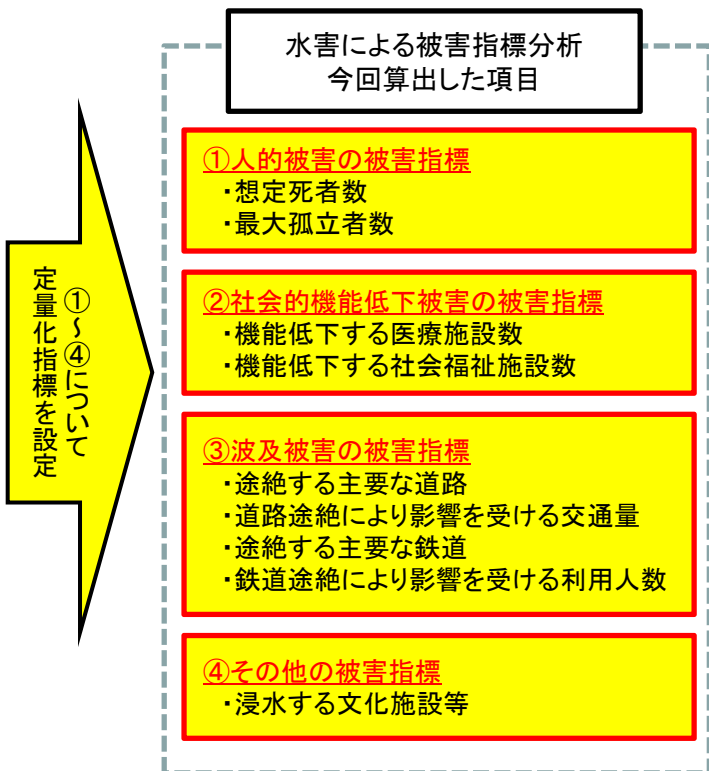 水害による被害指標分析
今回算出した項目
①～④について
定量化指標を設定
①人的被害の被害指標
・想定死者数
・最大孤立者数
②社会的機能低下被害の被害指標
・機能低下する医療施設数
・機能低下する社会福祉施設数
③波及被害の被害指標
・途絶する主要な道路
・道路途絶により影響を受ける交通量
・途絶する主要な鉄道
・鉄道途絶により影響を受ける利用人数
④その他の被害指標
・浸水する文化施設等